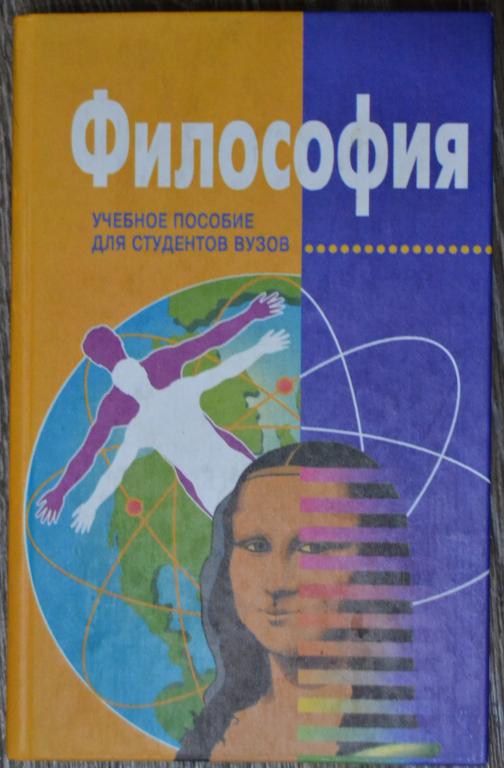 Философия
УЧЕБНОЕ ПОСОБИЕ
ДЛЯ СТУДЕНТОВ ВУЗОВ